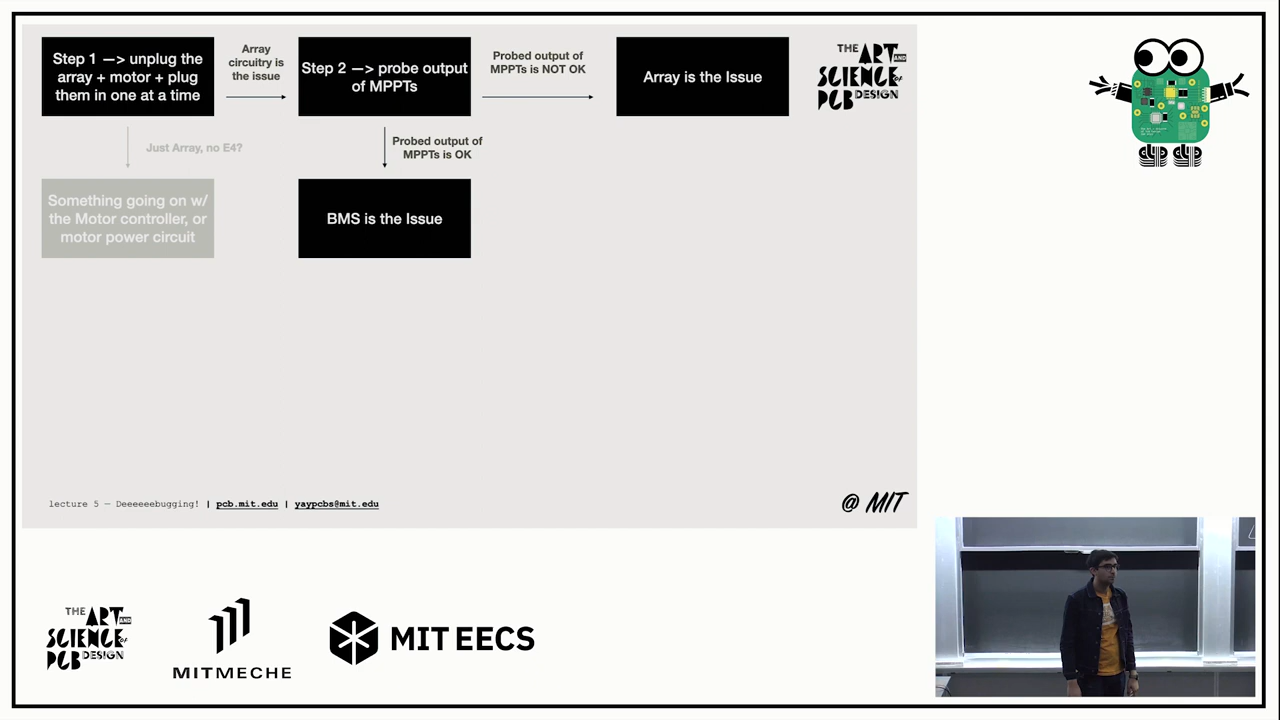 Step 1 —> unplug the
array + motor + plug
them in one at a time
Array
circuitry is
the issue
Step 2 —> probe output
of MPPTs
Probed output of
MPPTs is NOT OK
Array is the Issue
THE ART AND
SCIENCE of
PCB DESIGN
Just Array, no E4?
Probed output of
MPPTs is OK
Something going on w/
the Motor controller, or
motor power circuit
BMS is the Issue
lecture 5 — Deeeeeebugging! | pcb.mit.edu | yaypcbs@mit.edu
@ MIT
THE ART AND
SCIENCE of
PCB DESIGN
MITMECHE
MIT EECS